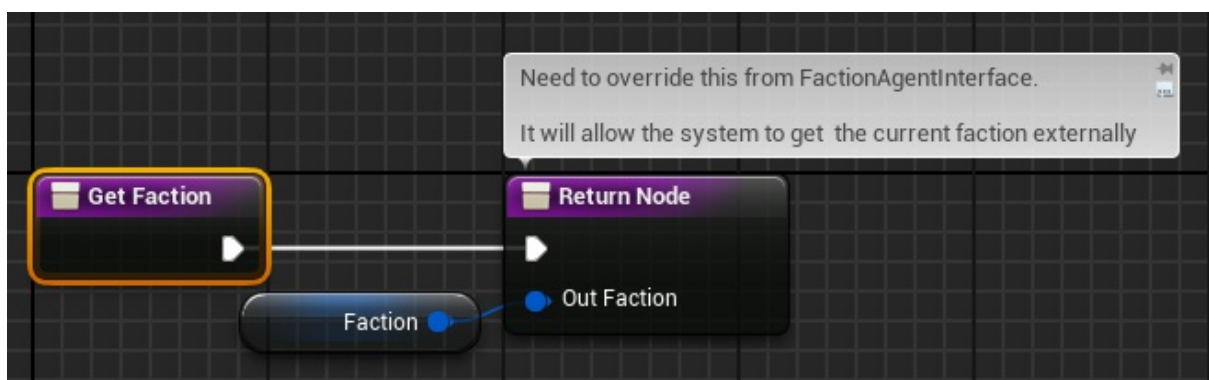 Need to override this from FactionAgentInterface.
It will allow the system to get  the current faction externally
Get Faction
Return Node
Faction
Out Faction